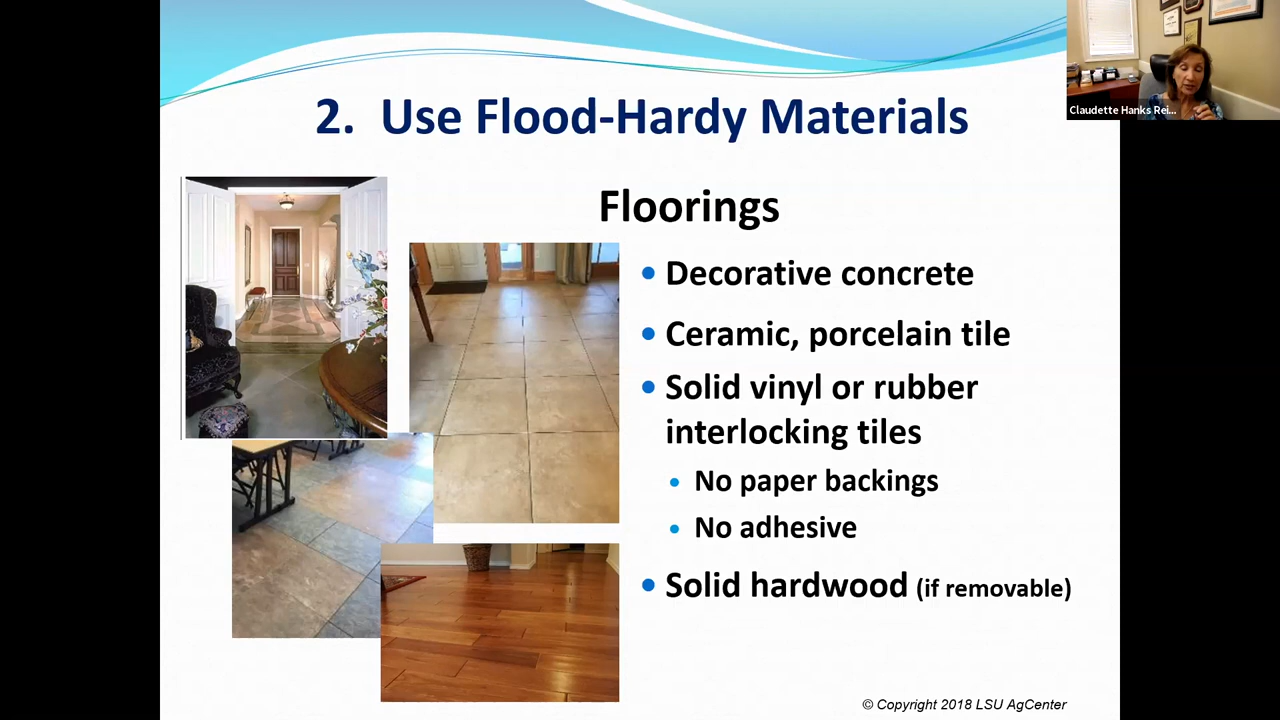 Claudette Hanks Rei...
2. Use Flood-Hardy Materials
Floorings
• Decorative concrete
• Ceramic, porcelain tile
• Solid vinyl or rubber
interlocking tiles
• No paper backings
• No adhesive
• Solid hardwood (if removable)
© Copyright 2018 LSU AgCenter